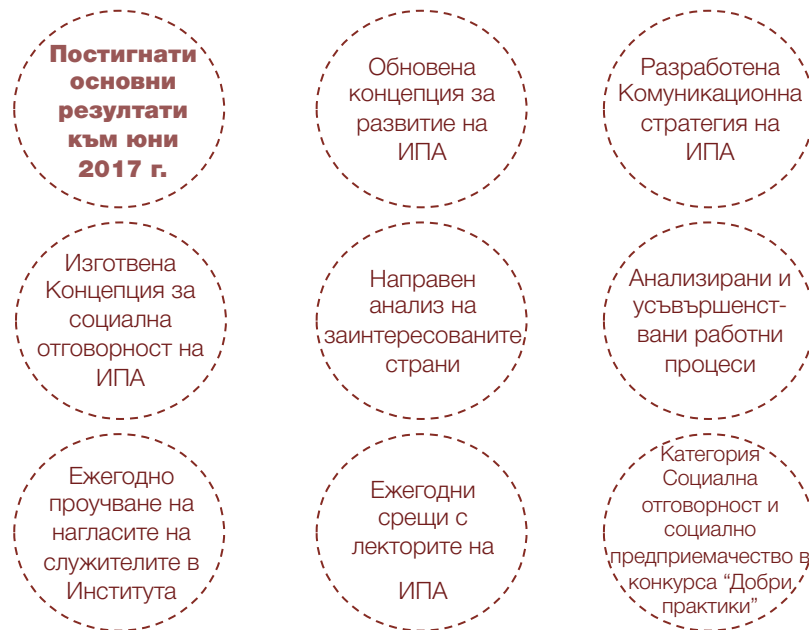 Постигнати
основни
резултати
към юни
2017 г.
Обновена
концепция за
развитие на
ИПА
Разработена
Комуникационна
стратегия на
ИПА
Изготвена
Концепция за
социална
отговорност на
ИПА
Направен
анализ на
заинтересованите
страни
Анализирани и
усъвършенст-
вани работни
процеси
Ежегодно
проучване на
нагласите на
служителите в
Института
Ежегодни
срещи с
лекторите на
ИПА
Категория
Социална
отговорност и
социално
предприемачество в
конкурса “Добри
практики”